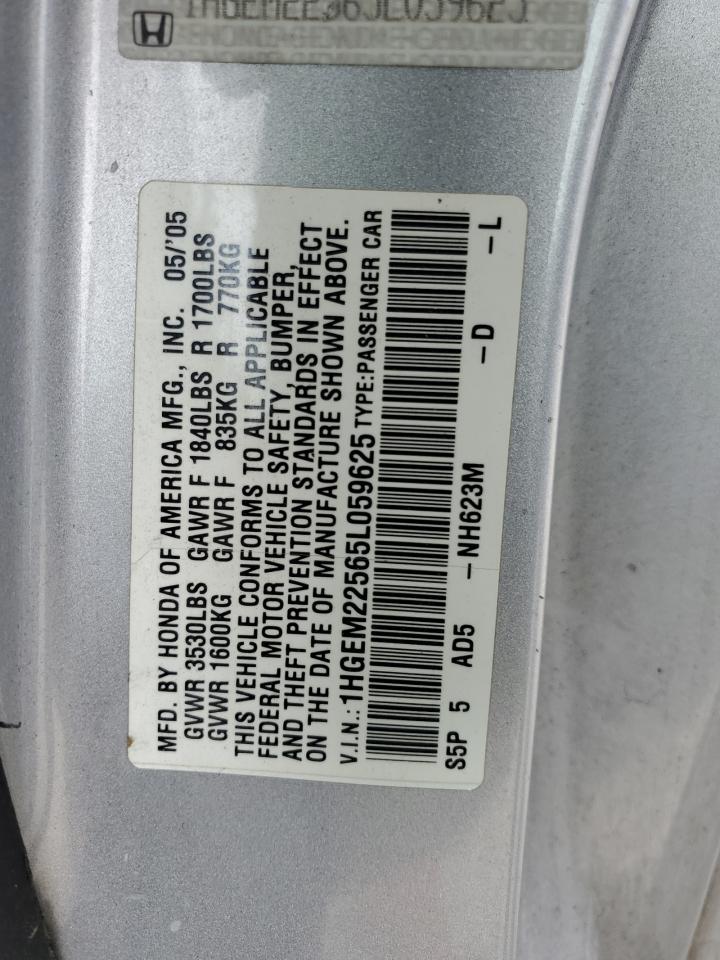 MFD. BY HONDA OF AMERICA MFG., INC. 05/'05
GVWR 3530LBS GAWR F 1840LBS R 1700LBS
GVWR 1600KG GAWR F 835KG R 770KG
THIS VEHICLE CONFORMS TO ALL APPLICABLE
FEDERAL MOTOR VEHICLE SAFETY, BUMPER,
AND THEFT PREVENTION STANDARDS IN EFFECT
ON THE DATE OF MANUFACTURE SHOWN ABOVE.
V.I.N.:1HGEM22565L059625 TYPE:PASSENGER CAR
S5P 5 AD5 -NH623M -D -L